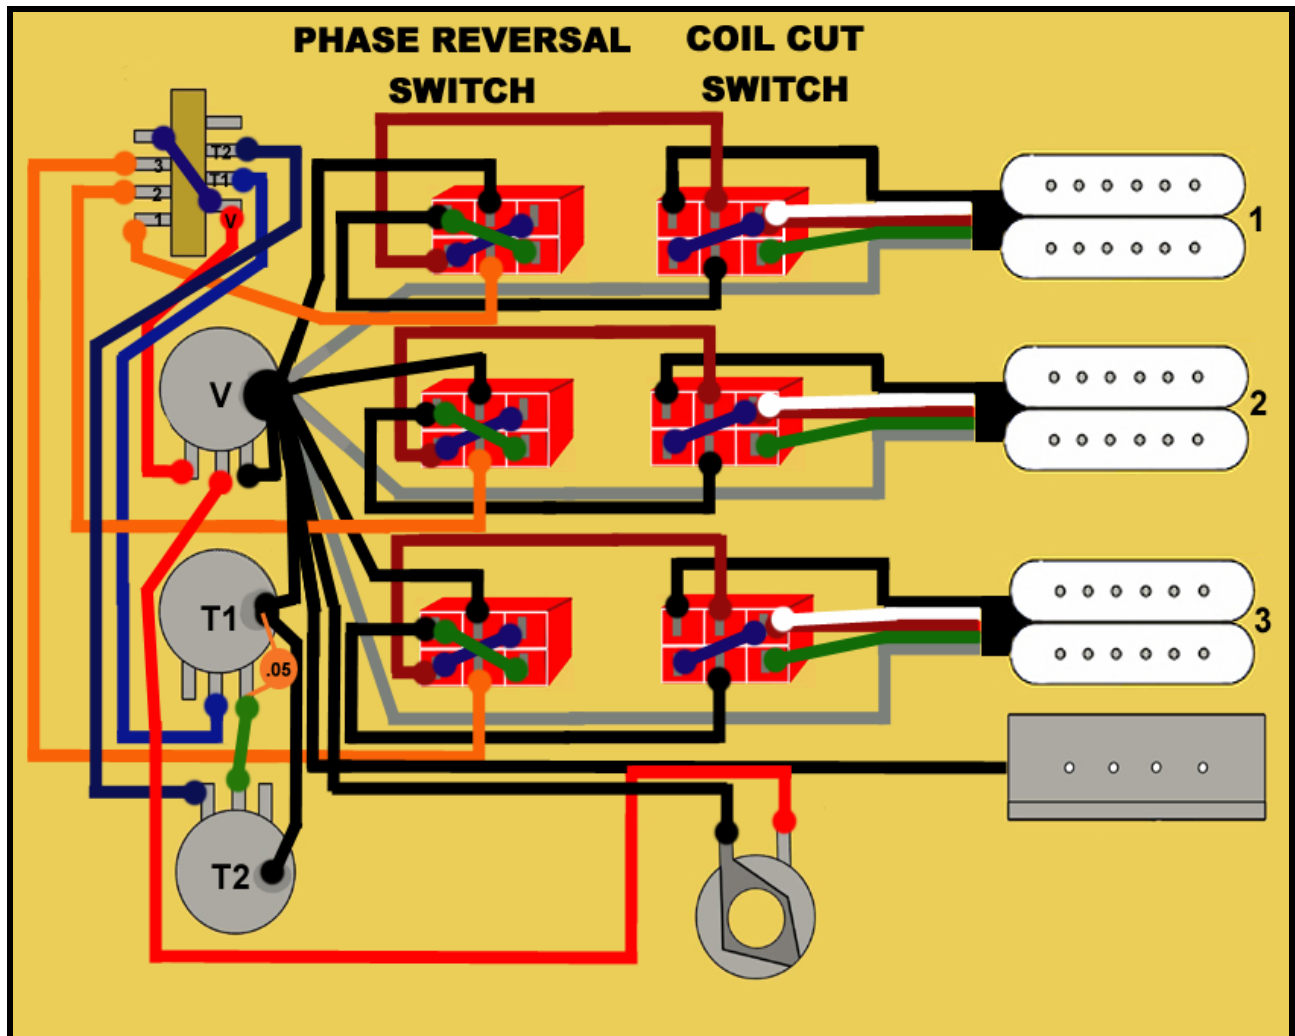 PHASE REVERSAL
SWITCH
COIL CUT
SWITCH
T2
3
T1
2
1
V
1
V
2
T1
.05
3
T2